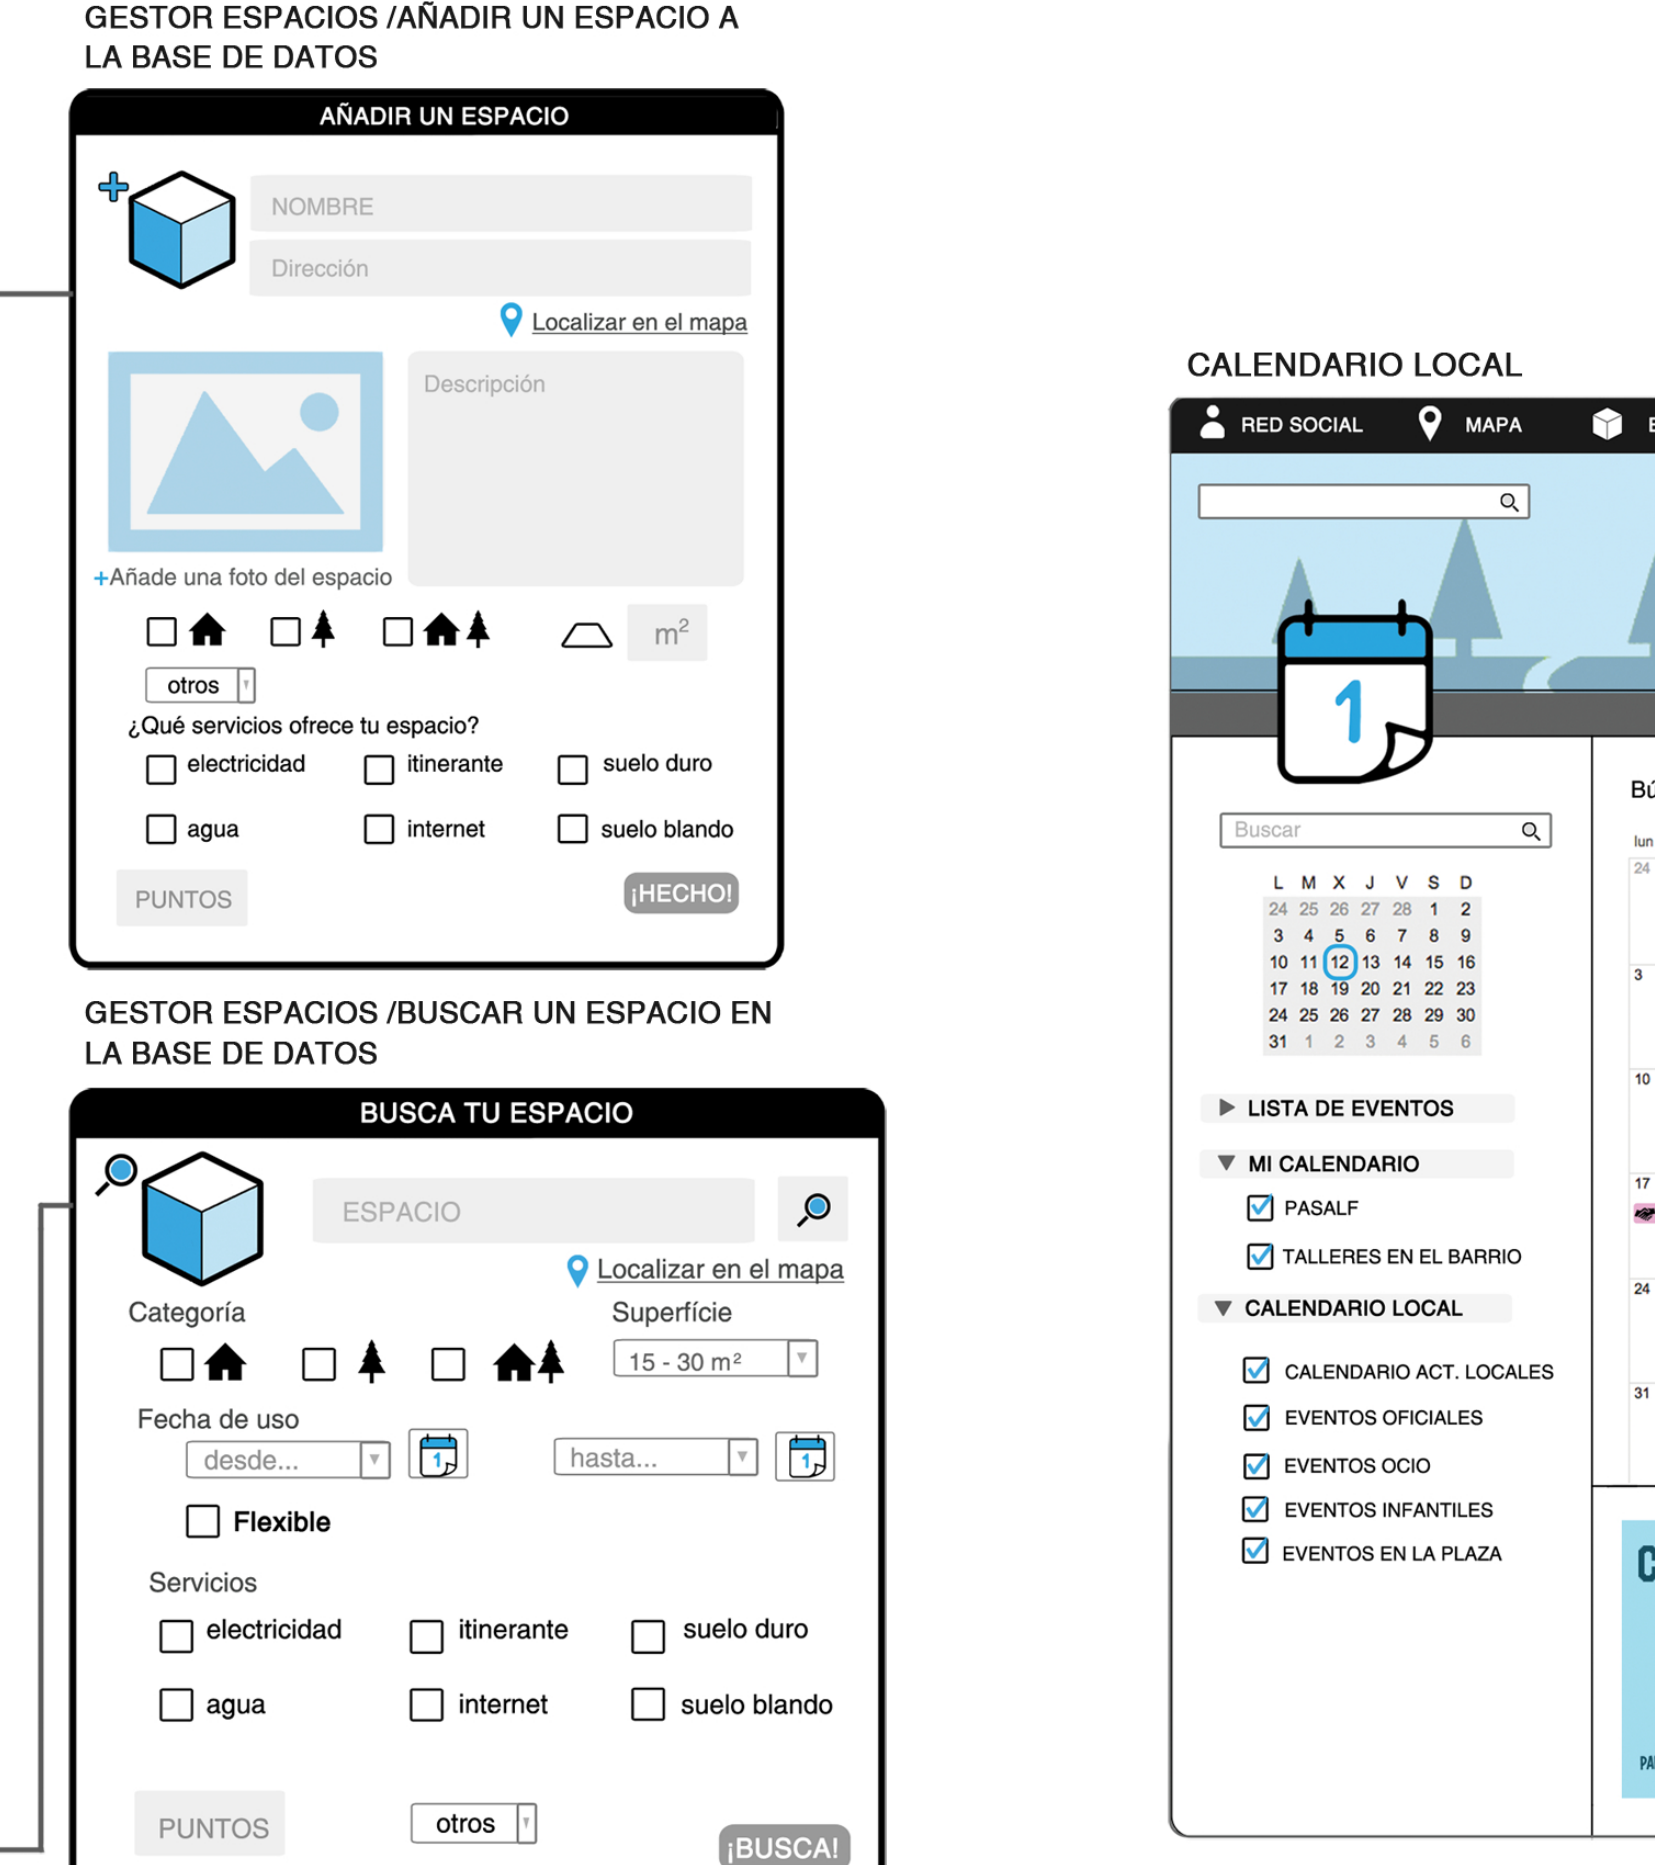 GESTOR ESPACIOS /AÑADIR UN ESPACIO A
LA BASE DE DATOS
AÑADIR UN ESPACIO
NOMBRE
Dirección
Localizar en el mapa
Descripción
+Añade una foto del espacio
m²
otros
¿Qué servicios ofrece tu espacio?
electricidad itinerante suelo duro
agua internet suelo blando
PUNTOS ¡HECHO!
GESTOR ESPACIOS /BUSCAR UN ESPACIO EN
LA BASE DE DATOS
BUSCA TU ESPACIO
ESPACIO
Localizar en el mapa
Categoría Superfície
15 - 30 m²
Fecha de uso
desde... 1 hasta... 1
Flexible
Servicios
electricidad itinerante suelo duro
agua internet suelo blando
PUNTOS otros ¡BUSCA!
CALENDARIO LOCAL
RED SOCIAL MAPA
1
Buscar
L M X J V S D
24 25 26 27 28 1 2
3 4 5 6 7 8 9
10 11 12 13 14 15 16
17 18 19 20 21 22 23
24 25 26 27 28 29 30
31 1 2 3 4 5 6
LISTA DE EVENTOS
MI CALENDARIO
PASALF
TALLERES EN EL BARRIO
CALENDARIO LOCAL
CALENDARIO ACT. LOCALES
EVENTOS OFICIALES
EVENTOS OCIO
EVENTOS INFANTILES
EVENTOS EN LA PLAZA
lun
24
3
10
17
24
31